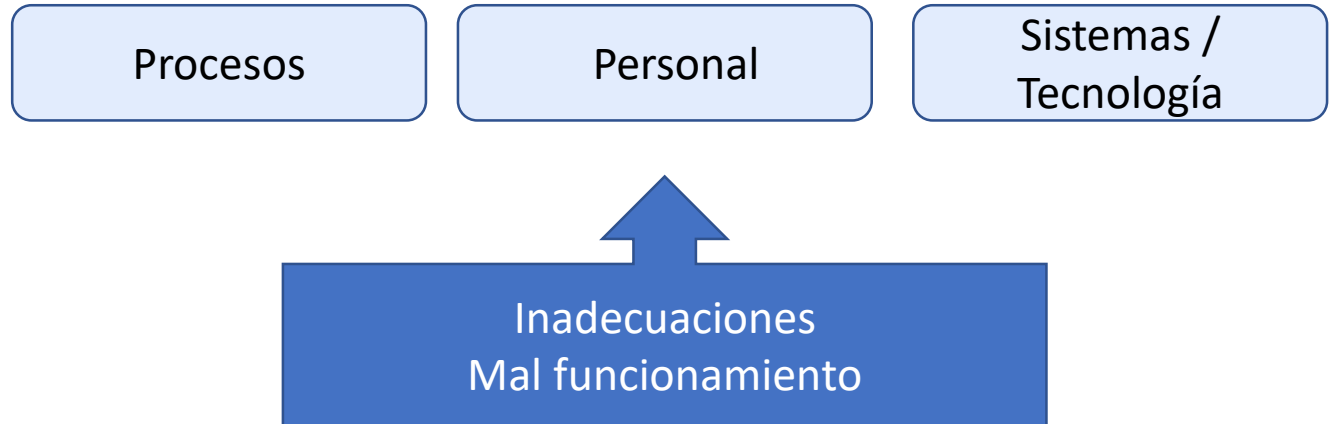 Procesos
Personal
Sistemas /
Tecnología
Inadecuaciones
Mal funcionamiento